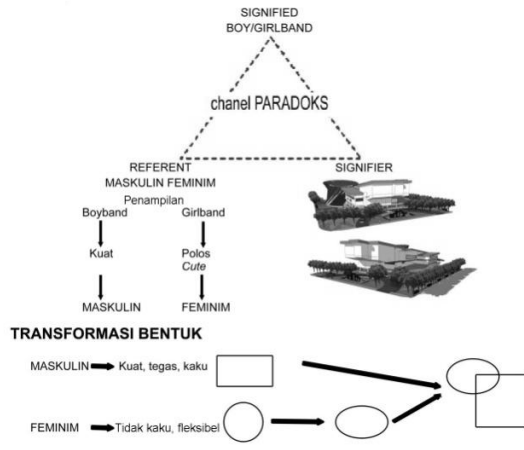 SIGNIFIED
BOY/GIRLBAND
chanel PARADOKS
REFERENT
MASKULIN FEMINIM
SIGNIFIER
Penampilan
Boyband Girlband
Kuat Polos
Cute
MASKULIN FEMINIM
TRANSFORMASI BENTUK
MASKULIN Kuat, tegas, kaku
FEMINIM Tidak kaku, fleksibel